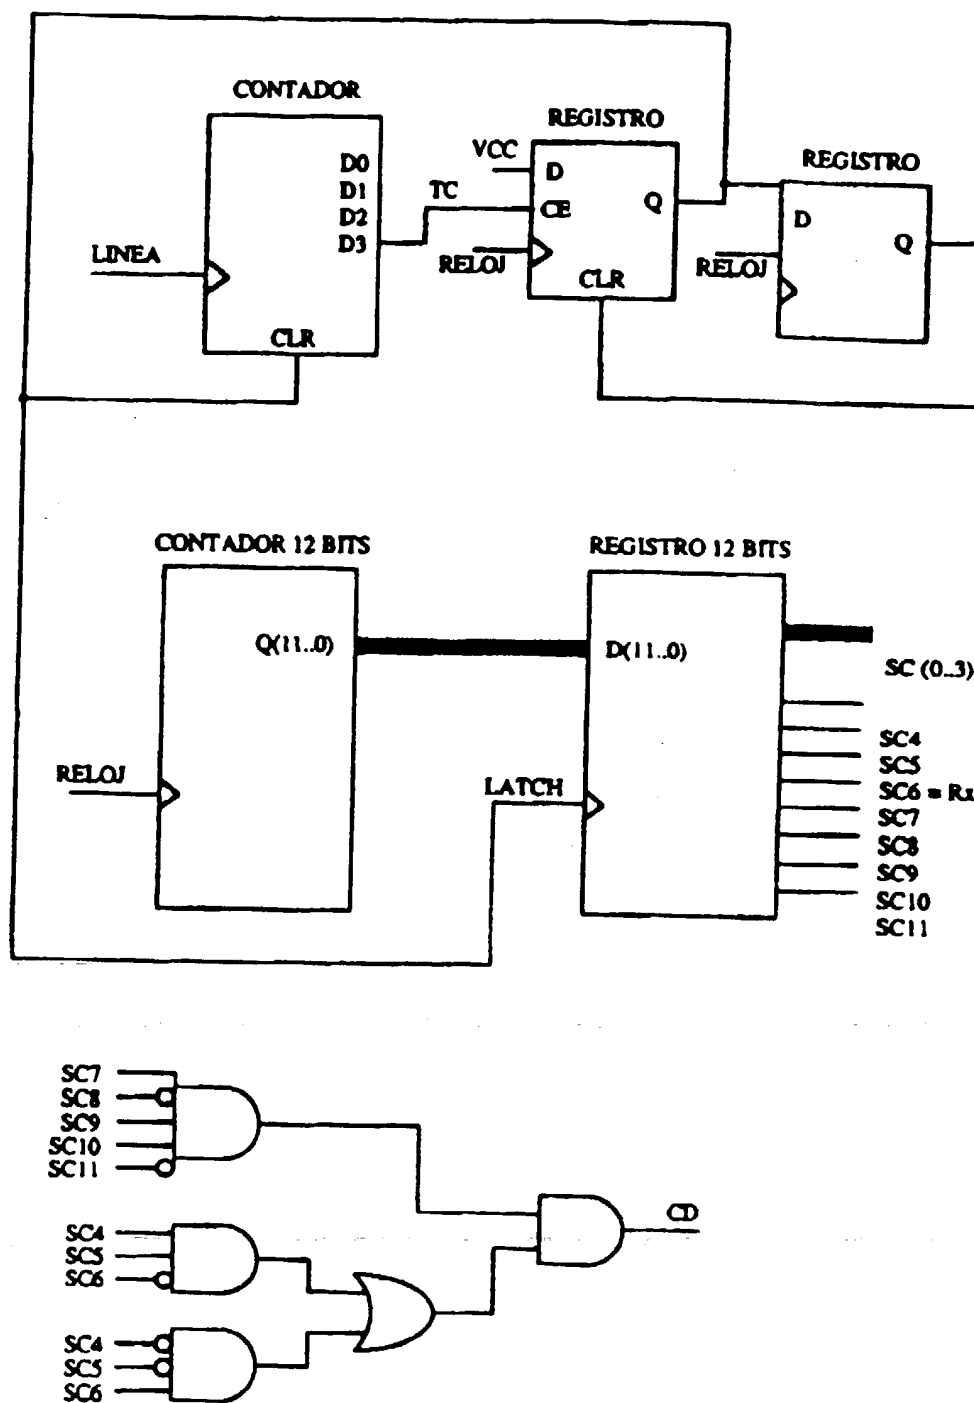 CONTADOR
D0
D1
D2
D3
LINEA
CLR
TC
REGISTRO
VCC
D
CE
Q
RELOJ
CLR
REGISTRO
D
Q
RELOJ
CONTADOR 12 BITS
Q(11..0)
RELOJ
REGISTRO 12 BITS
D(11..0)
LATCH
SC (0..3)
SC4
SC5
SC6 = Rx
SC7
SC8
SC9
SC10
SC11
SC7
SC8
SC9
SC10
SC11
SC4
SC5
SC6
SC4
SC5
SC6
CD